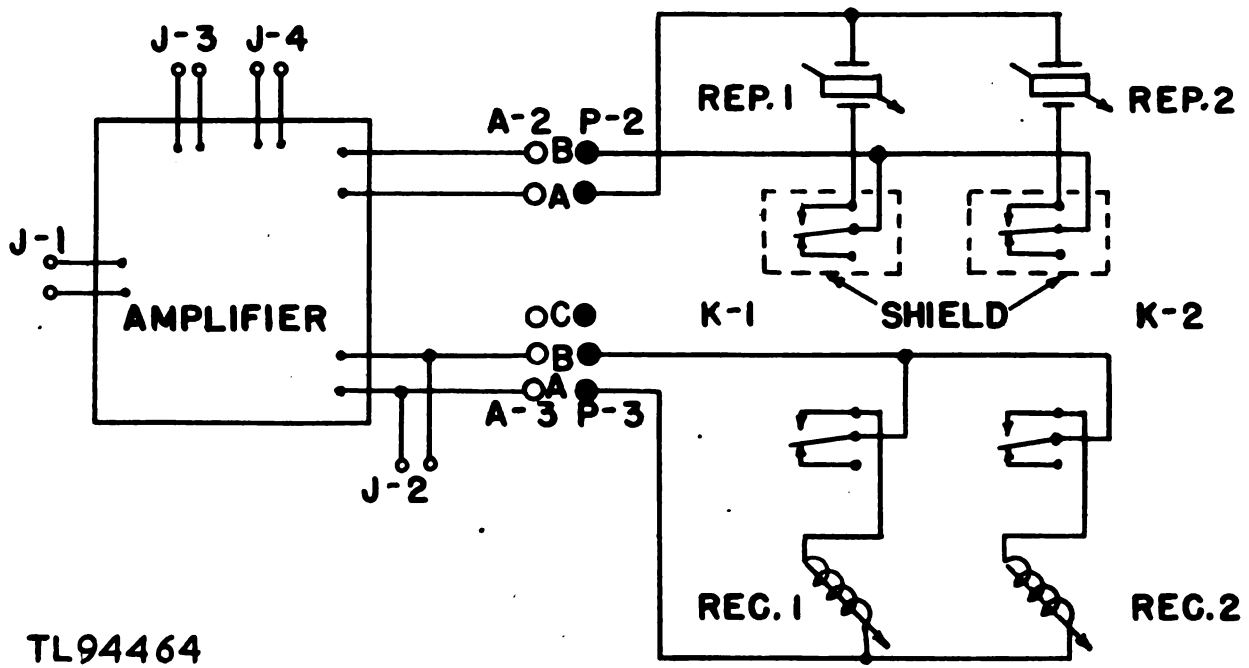 J-3 J-4
A-2 P-2
B
A
REP.1
REP.2
J-1
AMPLIFIER
C
B
A
A-3 P-3
K-1
SHIELD
K-2
J-2
REC.1
REC.2
TL94464